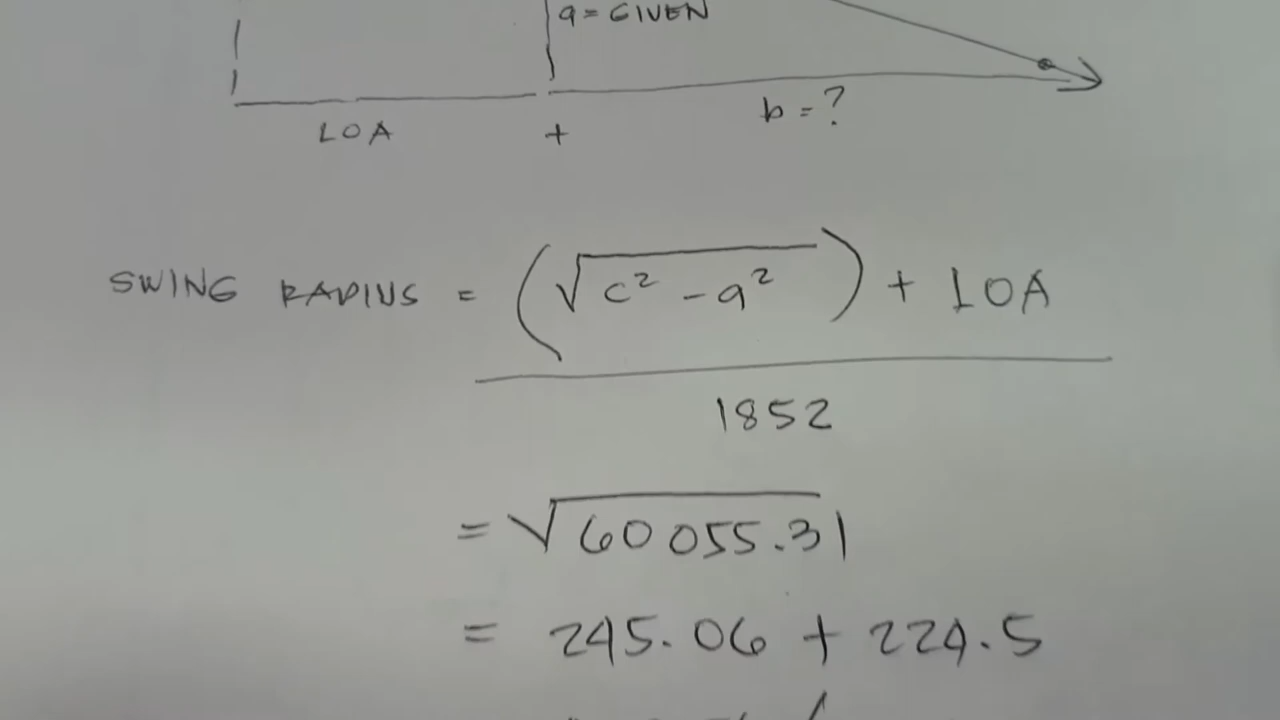 a = GIVEN
LOA + b = ?
SWING RADIUS = (√c² - a²) + LOA
1852
= √60055.31
= 245.06 + 224.5